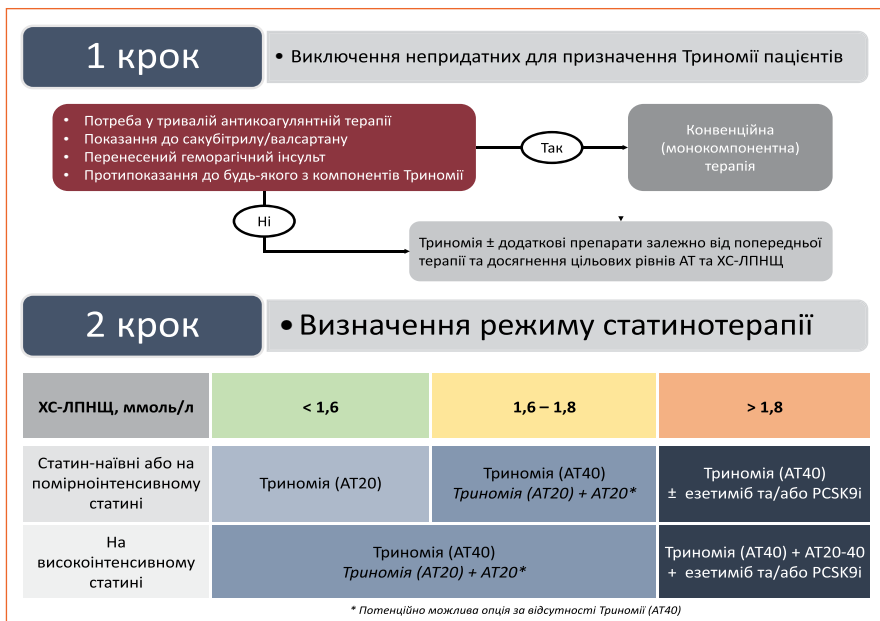 1 крок
• Виключення непридатних для призначення Триномії пацієнтів
• Потреба у тривалій антикоагулянтній терапії
• Показання до сакубітрилу/валсартану
• Перенесений геморагічний інсульт
• Протипоказання до будь-якого з компонентів Триномії
Так
Конвенційна
(монокомпонентна)
терапія
Ні
Триномія ± додаткові препарати залежно від попередньої
терапії та досягнення цільових рівнів АТ та ХС-ЛПНЩ
2 крок
• Визначення режиму статинотерапії
ХС-ЛПНЩ, ммоль/л
< 1,6
1,6 – 1,8
> 1,8
Статин-наївні або на
помірноінтенсивному
статині
Триномія (АТ20)
Триномія (АТ40)
Триномія (АТ20) + АТ20*
Триномія (АТ40)
± езетиміб та/або PCSK9i
На
високоінтенсивному
статині
Триномія (АТ40)
Триномія (АТ20) + АТ20*
Триномія (АТ40) + АТ20-40
+ езетиміб та/або PCSK9i
* Потенційно можлива опція за відсутності Триномії (АТ40)